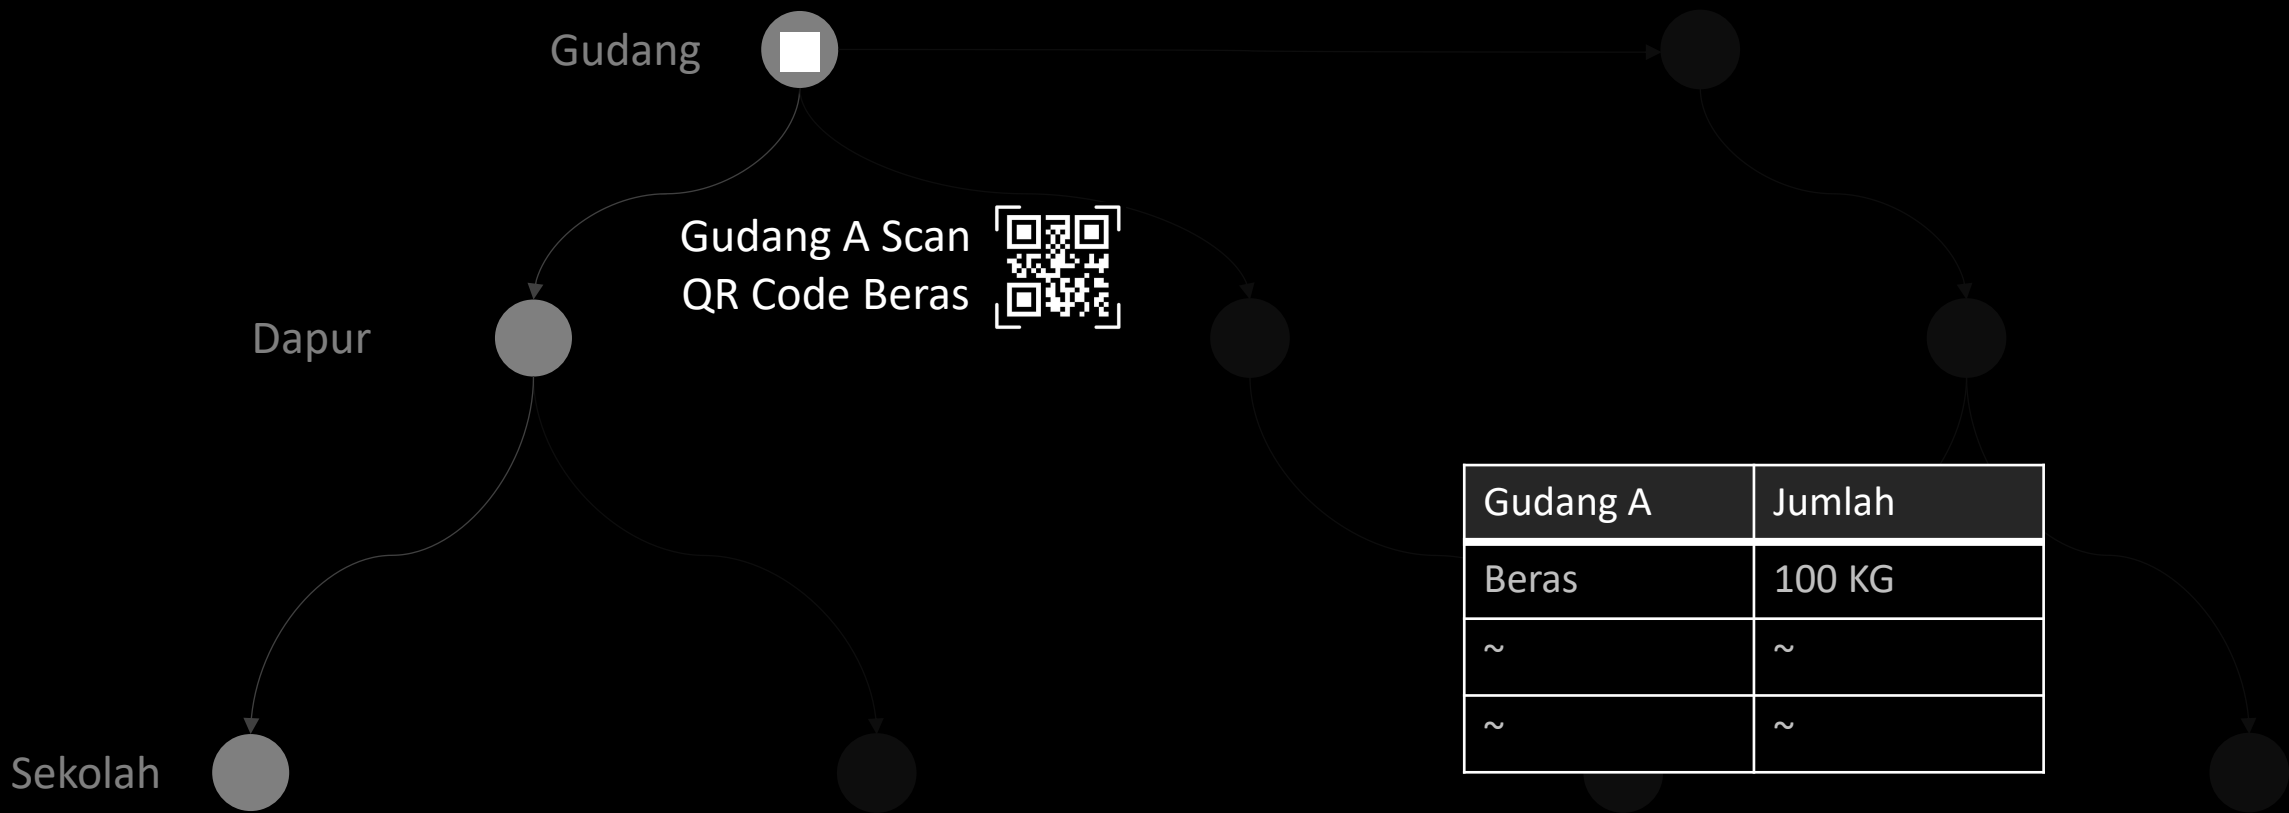 Gudang
Gudang A Scan
QR Code Beras
Dapur
Gudang A Jumlah
Beras 100 KG
~ ~
~ ~
Sekolah